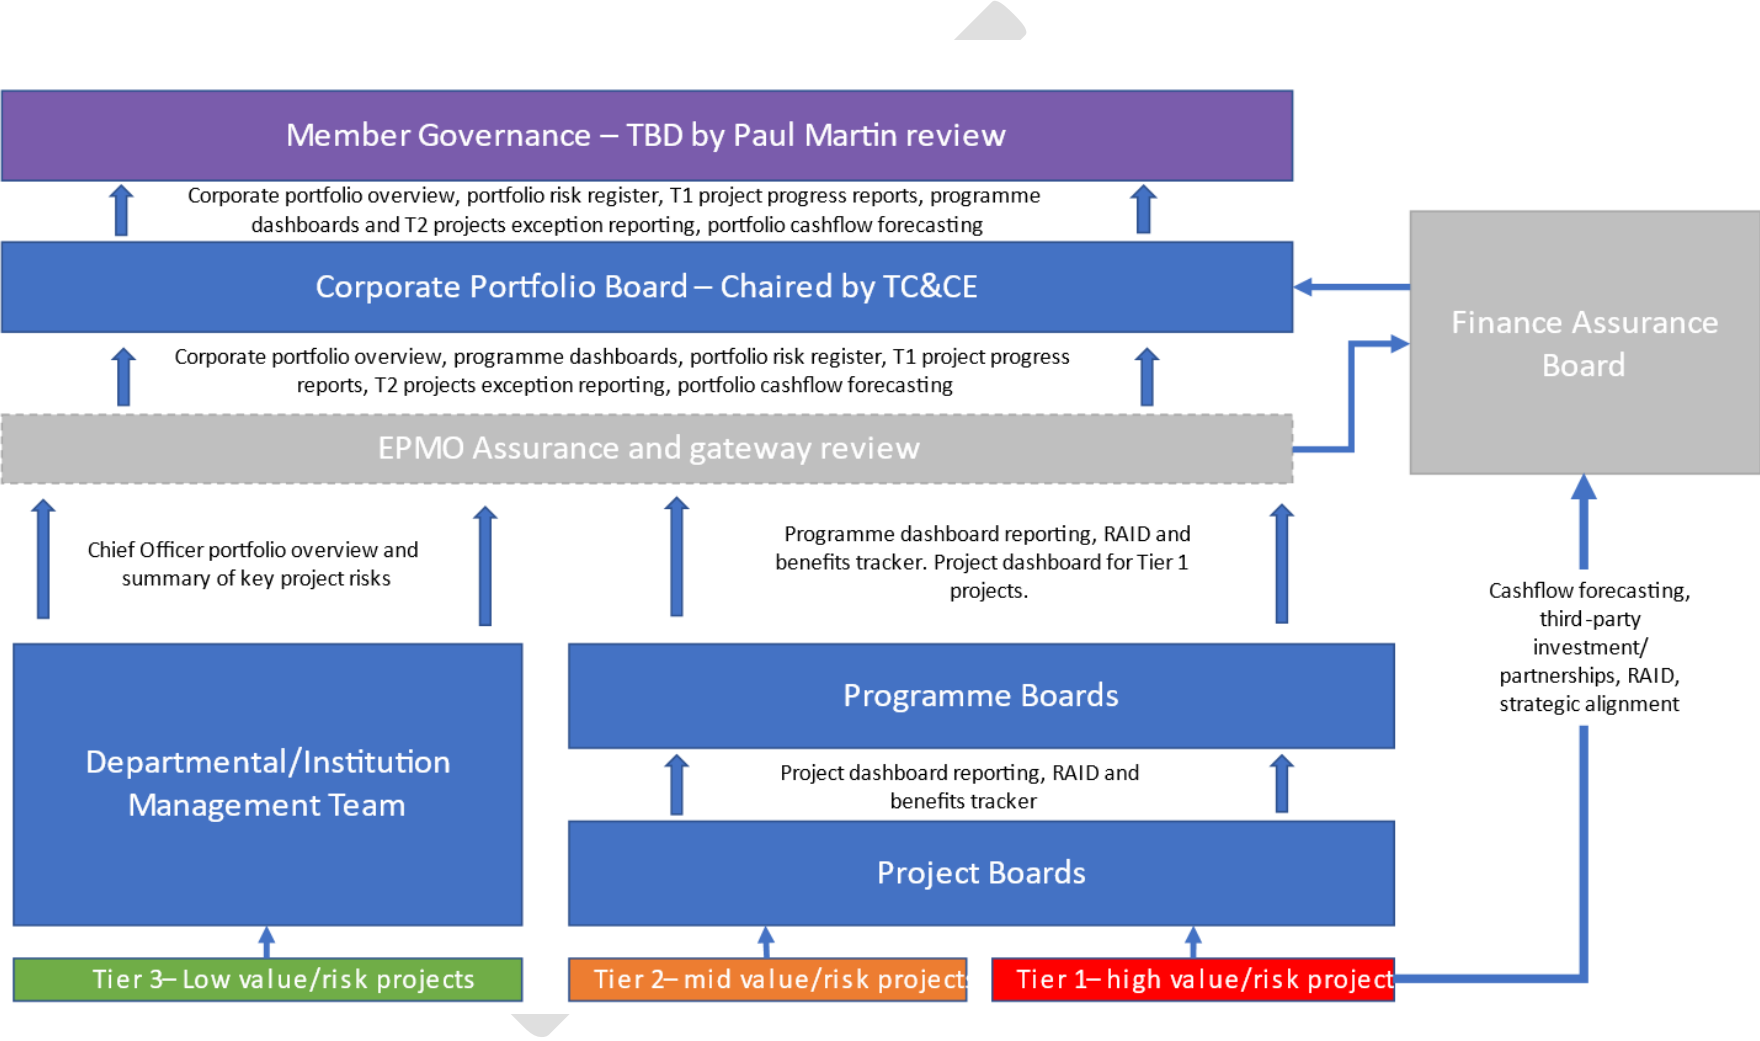 Member Governance – TBD by Paul Martin review
Corporate portfolio overview, portfolio risk register, T1 project progress reports, programme
dashboards and T2 projects exception reporting, portfolio cashflow forecasting
Corporate Portfolio Board – Chaired by TC&CE
Finance Assurance
Board
Corporate portfolio overview, programme dashboards, portfolio risk register, T1 project progress
reports, T2 projects exception reporting, portfolio cashflow forecasting
EPMO Assurance and gateway review
Chief Officer portfolio overview and
summary of key project risks
Programme dashboard reporting, RAID and
benefits tracker. Project dashboard for Tier 1
projects.
Cashflow forecasting,
third-party
investment/
partnerships, RAID,
strategic alignment
Departmental/Institution
Management Team
Programme Boards
Project dashboard reporting, RAID and
benefits tracker
Project Boards
Tier 3– Low value/risk projects
Tier 2– mid value/risk projects
Tier 1– high value/risk project